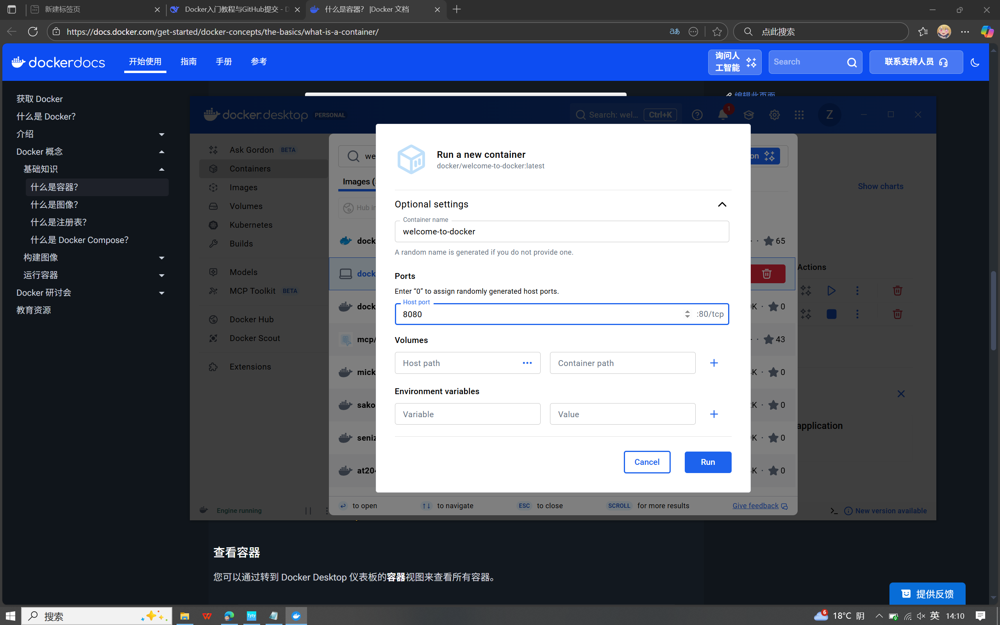 新建标签页
Docker入门教程与GitHub提交 - D
什么是容器? |Docker 文档
https://docs.docker.com/get-started/docker-concepts/the-basics/what-is-a-container/
aあ
点此搜索
dockerdocs
开始使用
指南
手册
参考
询问人
工智能
Search
联系支持人员
获取 Docker
什么是 Docker?
介绍
Docker 概念
基础知识
什么是容器?
什么是图像?
什么是注册表?
什么是 Docker Compose?
构建图像
运行容器
Docker 研讨会
教育资源
编辑此页面
docker.desktop PERSONAL
Search: wel...
Ctrl+K
1
Z
Ask Gordon BETA
Containers
Images
Volumes
Kubernetes
Builds
Models
MCP Toolkit BETA
Docker Hub
Docker Scout
Extensions
Engine running
we
on
Images (
Hub in
dock
65
dock
dock
K · 0
mcp/
43
mick
K · 0
sako
K · 0
seniz
K · 0
at204
K · 0
Show charts
Actions
application
Run a new container
docker/welcome-to-docker:latest
Optional settings
Container name
welcome-to-docker
A random name is generated if you do not provide one.
Ports
Enter “0” to assign randomly generated host ports.
Host port
8080
:80/tcp
Volumes
Host path
Container path
Environment variables
Variable
Value
Cancel
Run
to open
to navigate
ESC to close
SCROLL for more results
Give feedback
New version available
查看容器
您可以通过转到 Docker Desktop 仪表板的容器视图来查看所有容器。
提供反馈
搜索
Tyty
6
18°C 阴
英
14:10